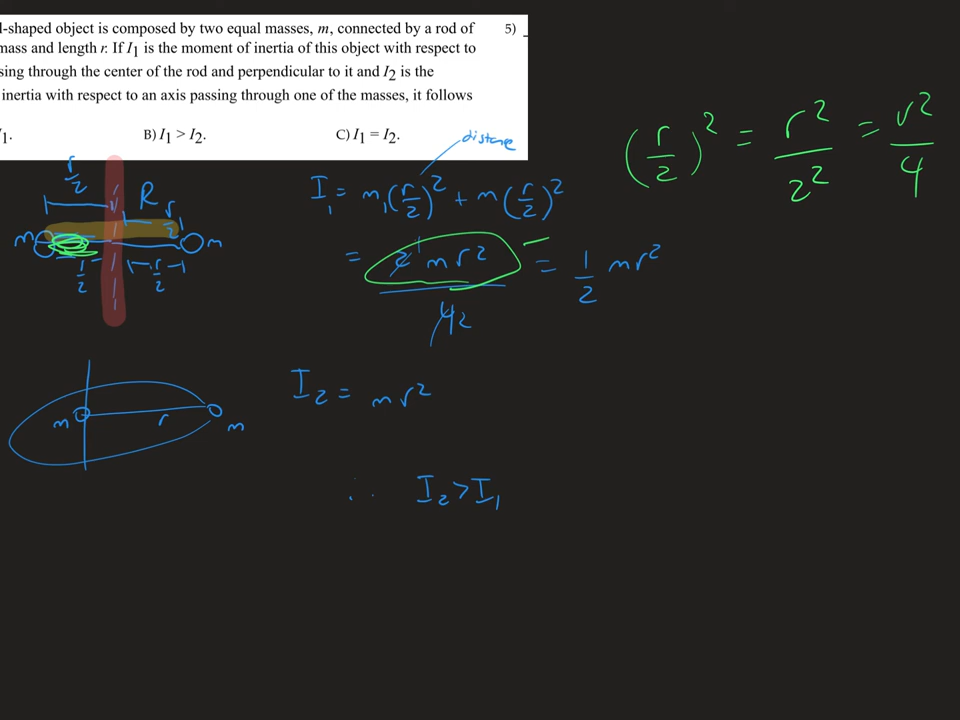 l-shaped object is composed by two equal masses, m, connected by a rod of
mass and length r. If I₁ is the moment of inertia of this object with respect to
sing through the center of the rod and perpendicular to it and I₂ is the
inertia with respect to an axis passing through one of the masses, it follows
I₁. B) I₁ > I₂. C) I₁ = I₂.
5)
distance
(r/2)² = r²/2² = r²/4
r/2 R r/2
m m
r/2 r/2
I₁ = m₁(r/2)² + m(r/2)²
= 2¹mr²/42 = 1/2 mr²
I₂ = mr²
m r m
∴ I₂ > I₁